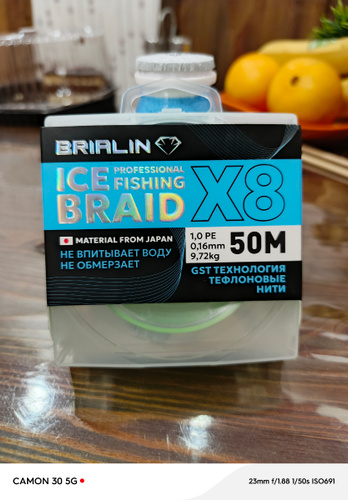 BRIALIN
ICE PROFESSIONAL FISHING BRAID X8
MATERIAL FROM JAPAN
НЕ ВПИТЫВАЕТ ВОДУ
НЕ ОБМЕРЗАЕТ
1,0 PE
0,16mm
9,72kg
50M
GST ТЕХНОЛОГИЯ
ТЕФЛОНОВЫЕ
НИТИ
CAMON 30 5G
23mm f/1.88 1/50s ISO691